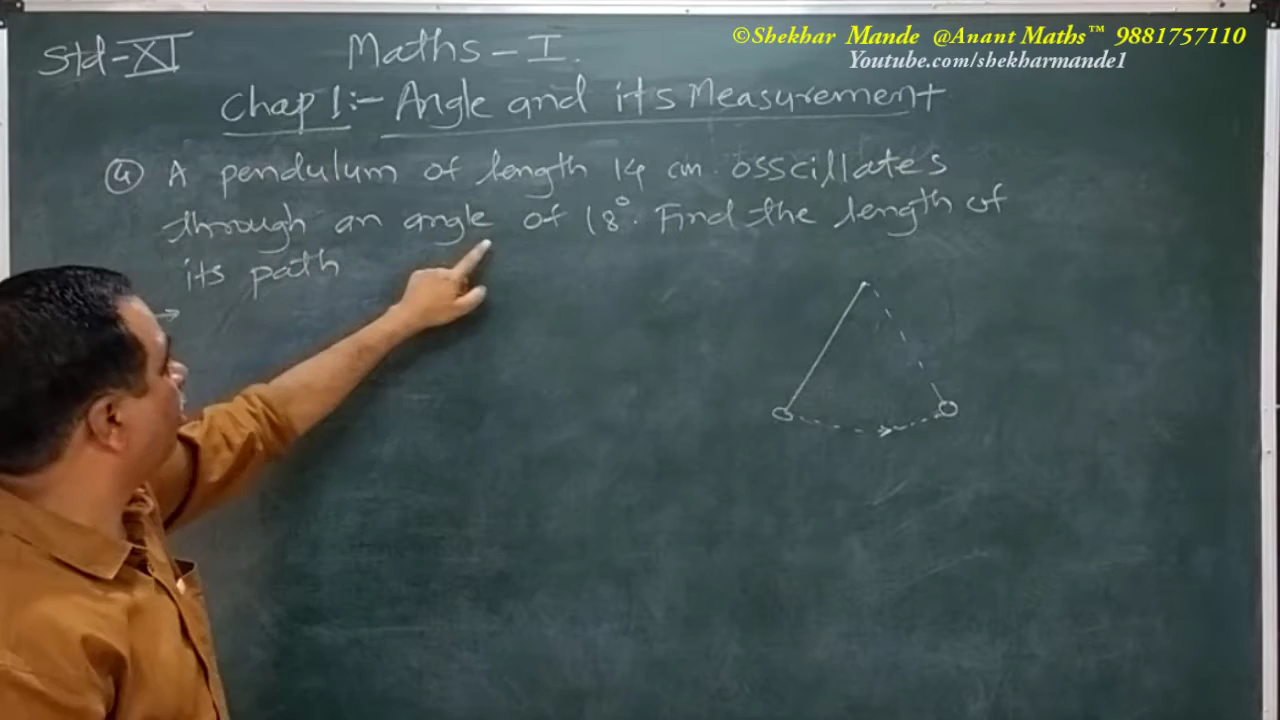 ©Shekhar Mande @Anant Maths™ 9881757110
Youtube.com/shekharmande1
Std-XI Maths-I.
Chap 1:- Angle and its Measurement
④ A pendulum of length 14 cm. osscillates
through an angle of 18°. Find the length of
its path
→